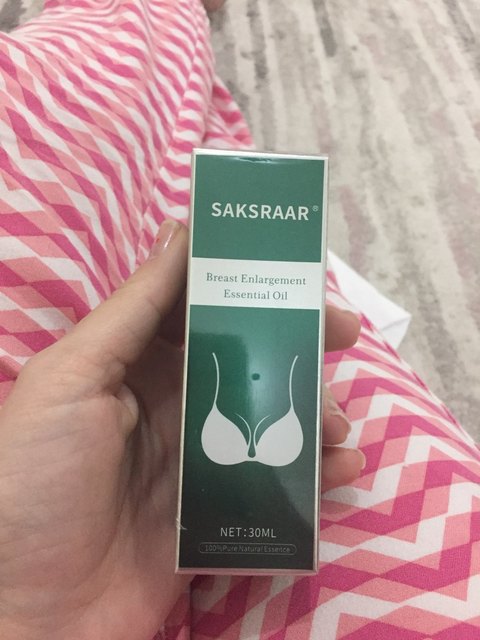 SAKSRAAR®
Breast Enlargement
Essential Oil
NET:30ML
100%Pure Natural Essence